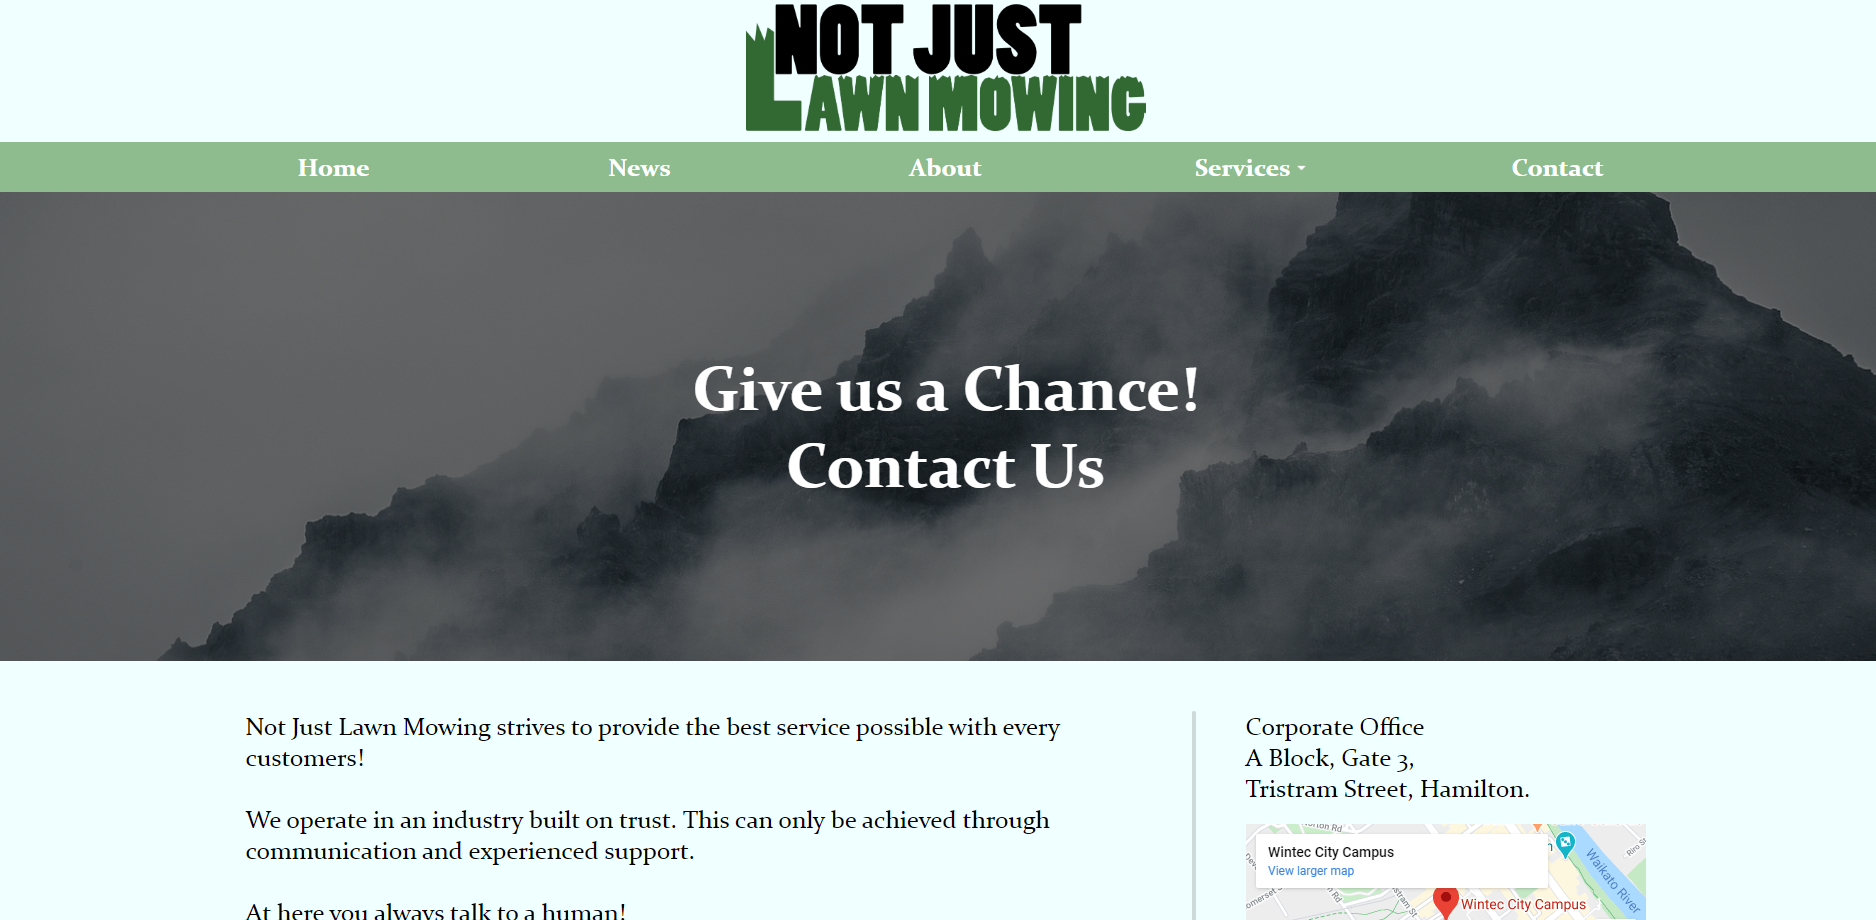 NOT JUST
LAWN MOWING
Home News About Services Contact
Give us a Chance!
Contact Us
Not Just Lawn Mowing strives to provide the best service possible with every
customers!
We operate in an industry built on trust. This can only be achieved through
communication and experienced support.
At here you always talk to a human!
Corporate Office
A Block, Gate 3,
Tristram Street, Hamilton.
Wintec City Campus
View larger map
Waikato River
Wintec City Campus